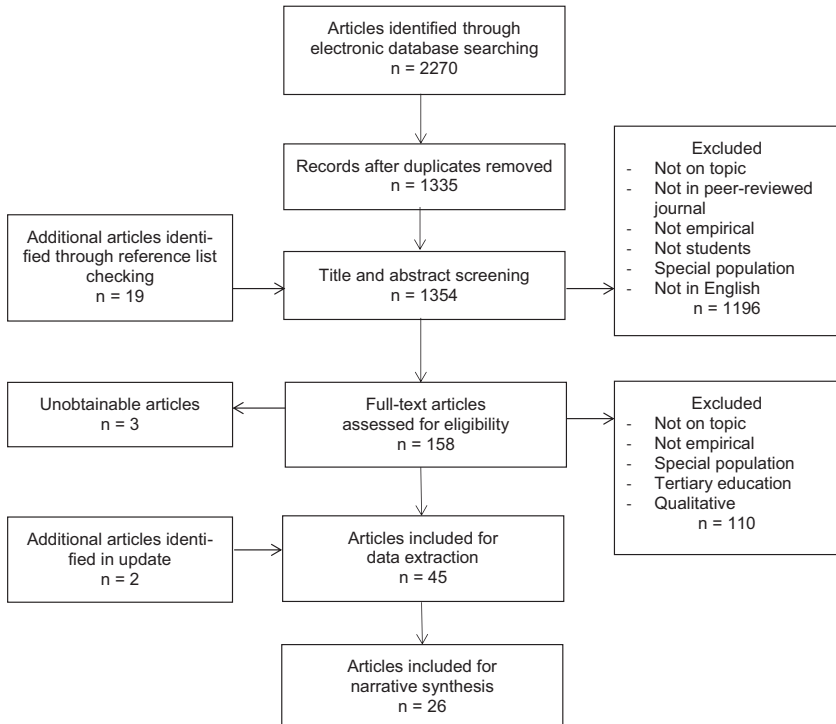 Articles identified through
electronic database searching
n = 2270
Records after duplicates removed
n = 1335
Additional articles identi-
fied through reference list
checking
n = 19
Title and abstract screening
n = 1354
Excluded
- Not on topic
- Not in peer-reviewed
journal
- Not empirical
- Not students
- Special population
- Not in English
n = 1196
Unobtainable articles
n = 3
Full-text articles
assessed for eligibility
n = 158
Excluded
- Not on topic
- Not empirical
- Special population
- Tertiary education
- Qualitative
n = 110
Additional articles identi-
fied in update
n = 2
Articles included for
data extraction
n = 45
Articles included for
narrative synthesis
n = 26